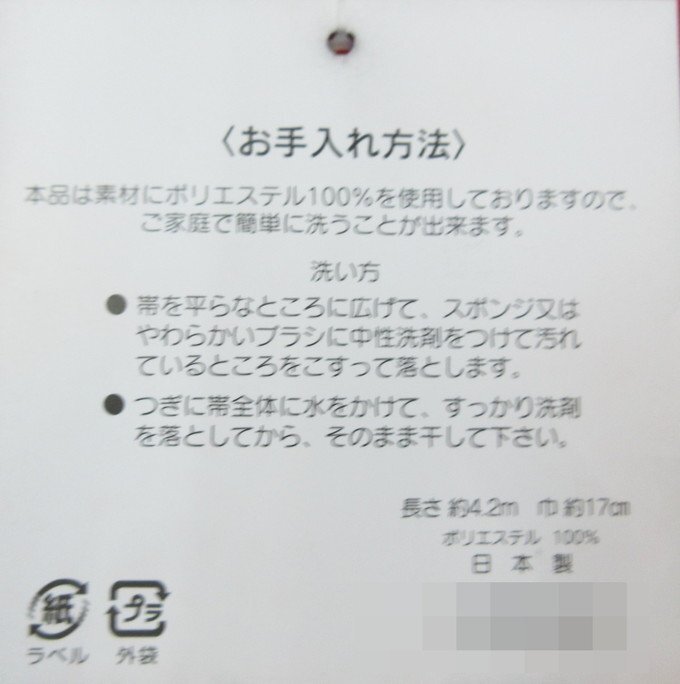 〈お手入れ方法〉
本品は素材にポリエステル100%を使用しておりますので、
ご家庭で簡単に洗うことが出来ます。
洗い方
● 帯を平らなところに広げて、スポンジ又は
やわらかいブラシに中性洗剤をつけて汚れ
ているところをこすって落とします。
● つぎに帯全体に水をかけて、すっかり洗剤
を落としてから、そのまま干して下さい。
長さ 約4.2m 巾 約17㎝
ポリエステル 100%
日本製
紙 プラ
ラベル 外袋